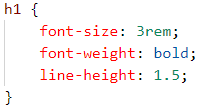 h1 {
    font-size: 3rem;
    font-weight: bold;
    line-height: 1.5;
}